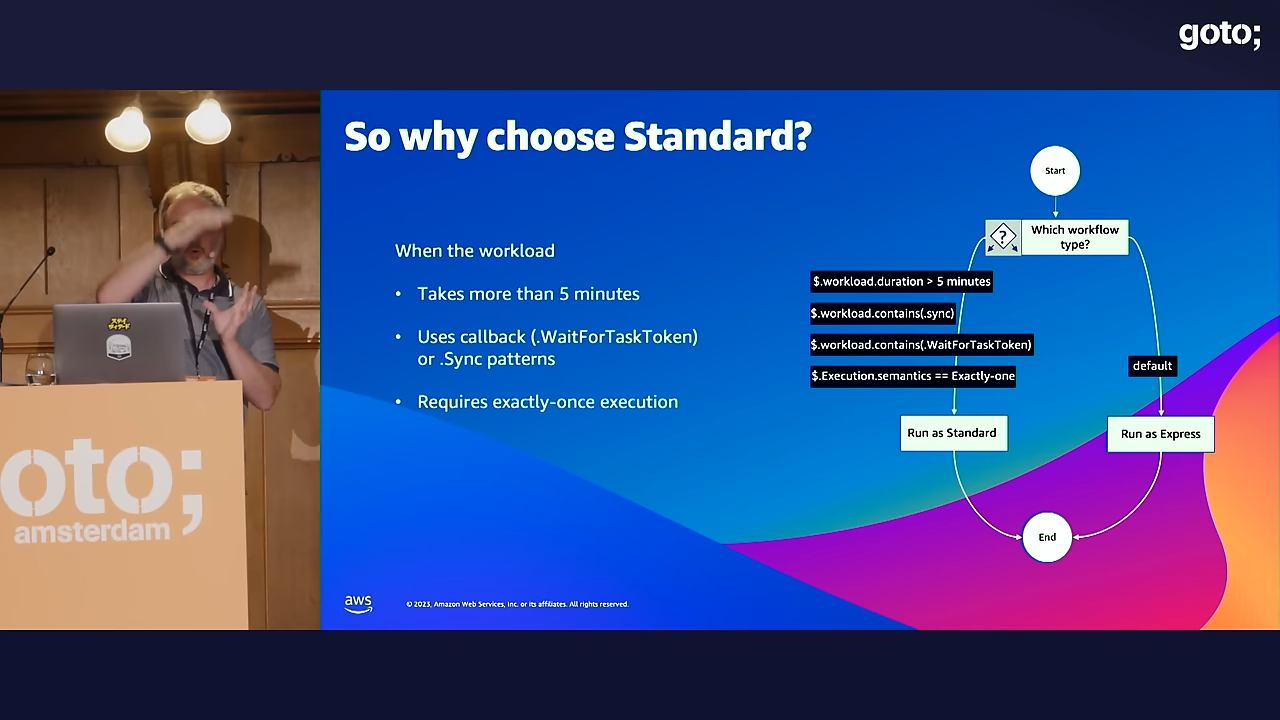 goto;
So why choose Standard?
When the workload
• Takes more than 5 minutes
• Uses callback (.WaitForTaskToken)
or .Sync patterns
• Requires exactly-once execution
Start
?
Which workflow
type?
$.workload.duration > 5 minutes
$.workload.contains(.sync)
$.workload.contains(.WaitForTaskToken)
$.Execution.semantics == Exactly-one
default
Run as Standard
Run as Express
End
aws
© 2023, Amazon Web Services, Inc. or its affiliates. All rights reserved.
oto;
amsterdam